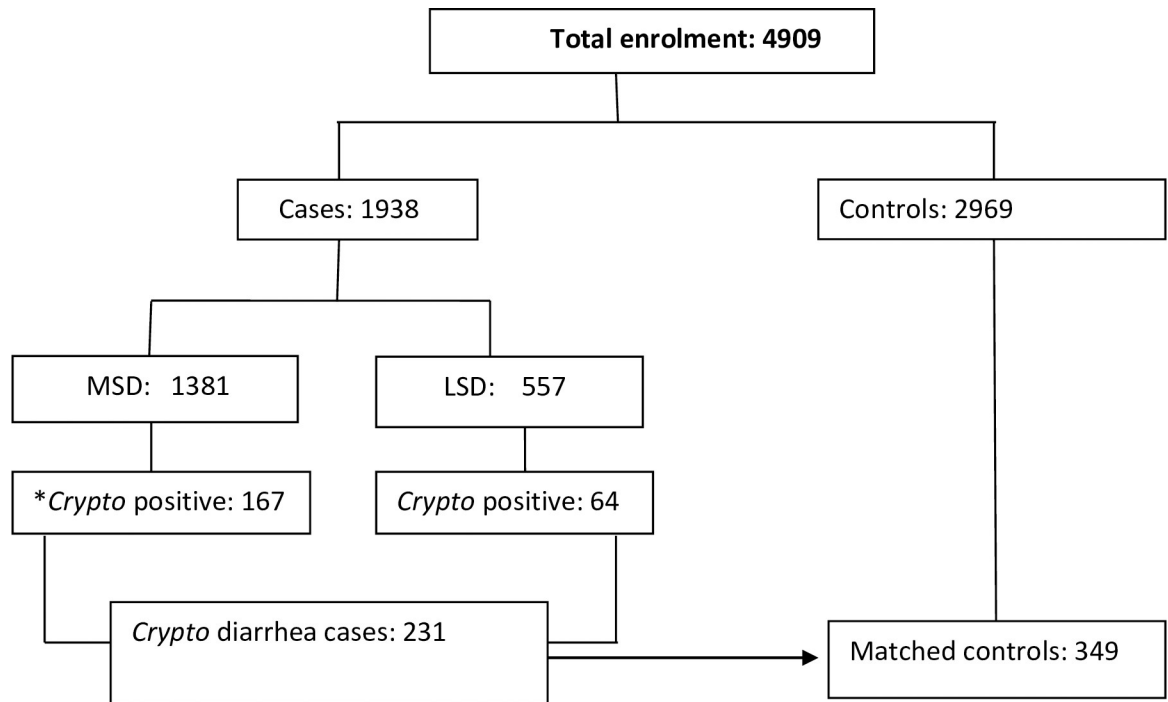 Total enrolment: 4909
Cases: 1938
Controls: 2969
MSD: 1381
LSD: 557
*Crypto positive: 167
Crypto positive: 64
Crypto diarrhea cases: 231
Matched controls: 349